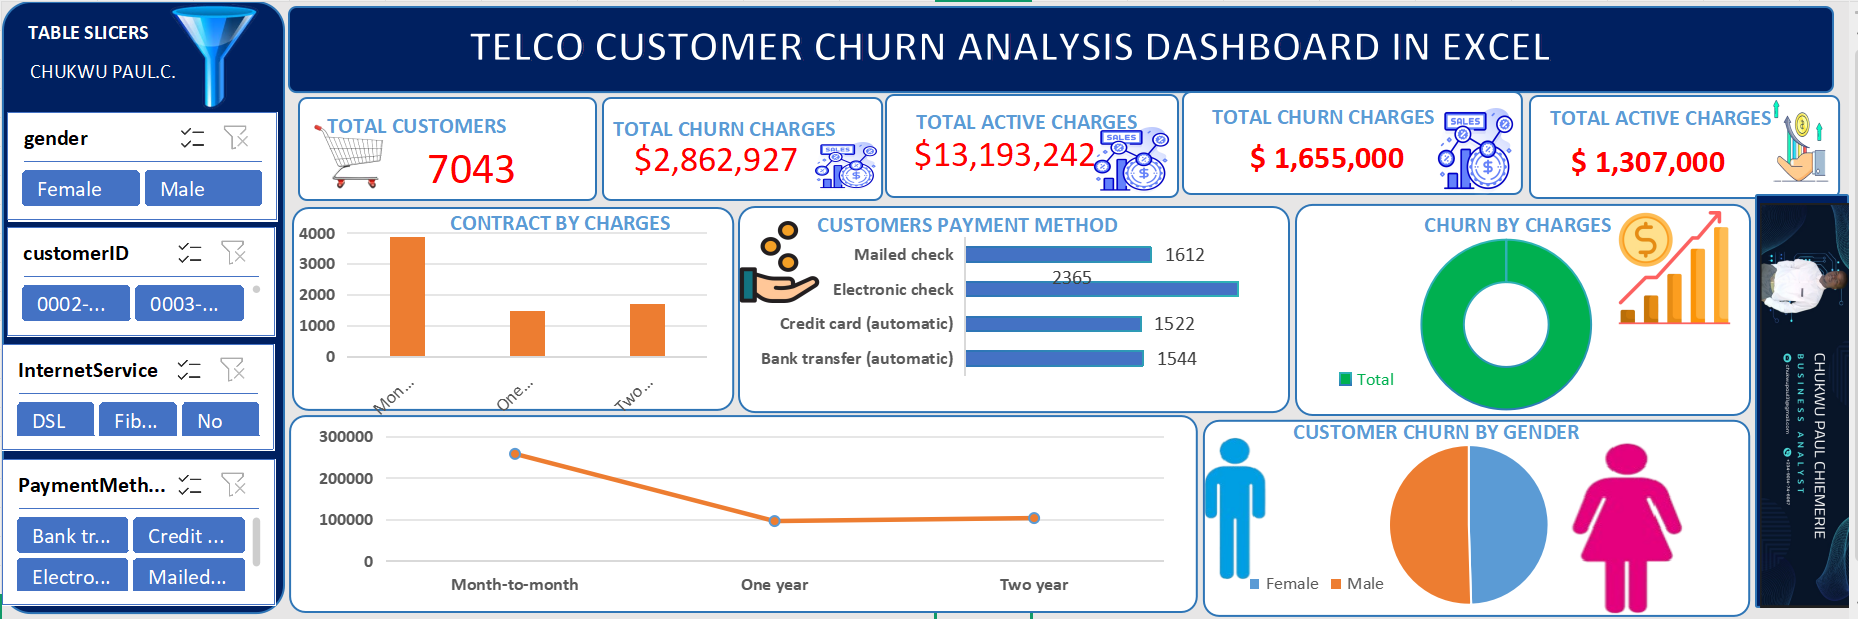 TABLE SLICERS
CHUKWU PAUL.C.
TELCO CUSTOMER CHURN ANALYSIS DASHBOARD IN EXCEL
gender
Female
Male
customerID
0002-...
0003-...
InternetService
DSL
Fib...
No
PaymentMeth...
Bank tr...
Credit ...
Electro...
Mailed...
TOTAL CUSTOMERS
7043
TOTAL CHURN CHARGES
$2,862,927
SALES
TOTAL ACTIVE CHARGES
$13,193,242
SALES
TOTAL CHURN CHARGES
$ 1,655,000
SALES
TOTAL ACTIVE CHARGES
$ 1,307,000
CONTRACT BY CHARGES
4000
3000
2000
1000
0
Mon...
One...
Two...
CUSTOMERS PAYMENT METHOD
Mailed check
1612
2365
Electronic check
Credit card (automatic)
1522
Bank transfer (automatic)
1544
CHURN BY CHARGES
Total
300000
200000
100000
0
Month-to-month
One year
Two year
CUSTOMER CHURN BY GENDER
Female
Male
CHUKWU PAUL CHIEMERIE
BUSINESS ANALYST